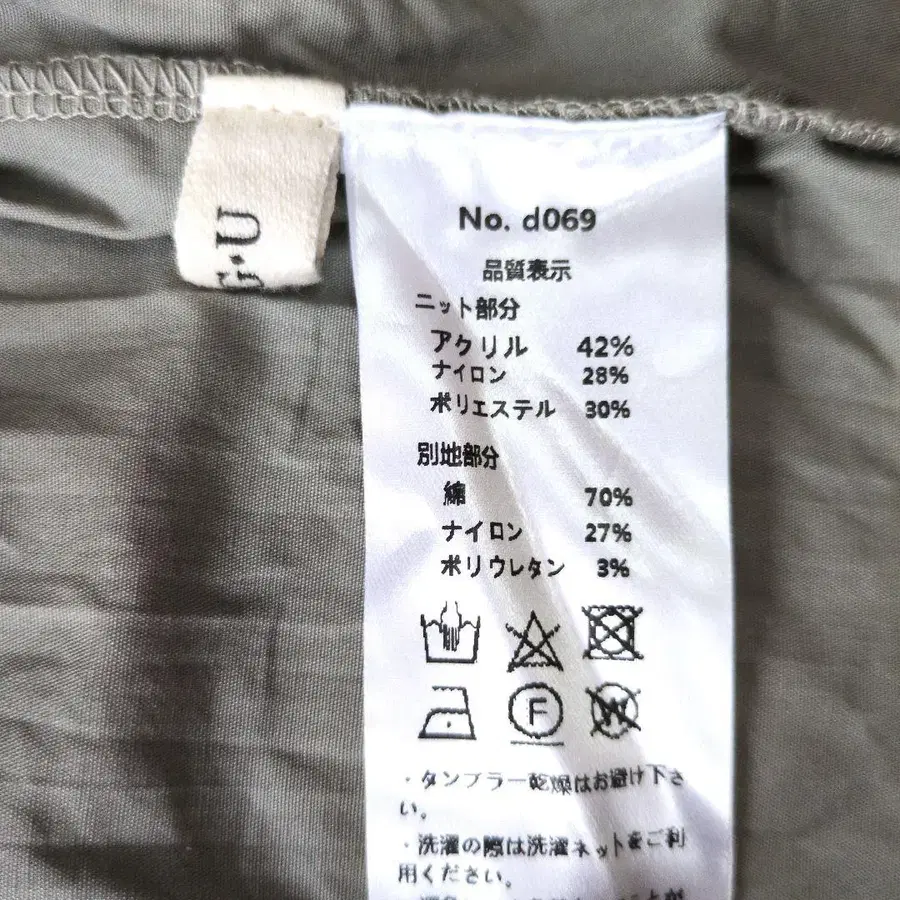 G·U
No. d069
品質表示
ニット部分
アクリル 42%
ナイロン 28%
ポリエステル 30%
別地部分
綿 70%
ナイロン 27%
ポリウレタン 3%
F
W
・タンブラー乾燥はお避け下さ
い。
・洗濯の際は洗濯ネットをご利
用ください。